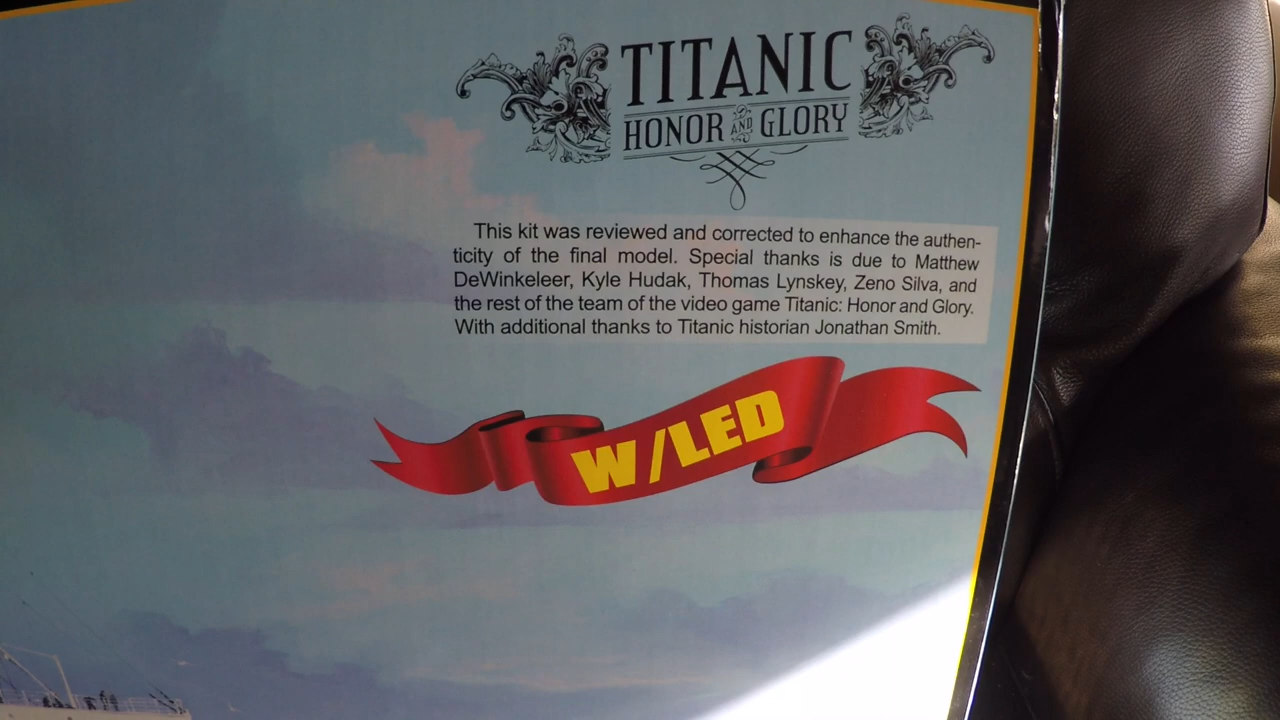 TITANIC
HONOR AND GLORY
This kit was reviewed and corrected to enhance the authen-
ticity of the final model. Special thanks is due to Matthew
DeWinkeleer, Kyle Hudak, Thomas Lynskey, Zeno Silva, and
the rest of the team of the video game Titanic: Honor and Glory.
With additional thanks to Titanic historian Jonathan Smith.
W/LED